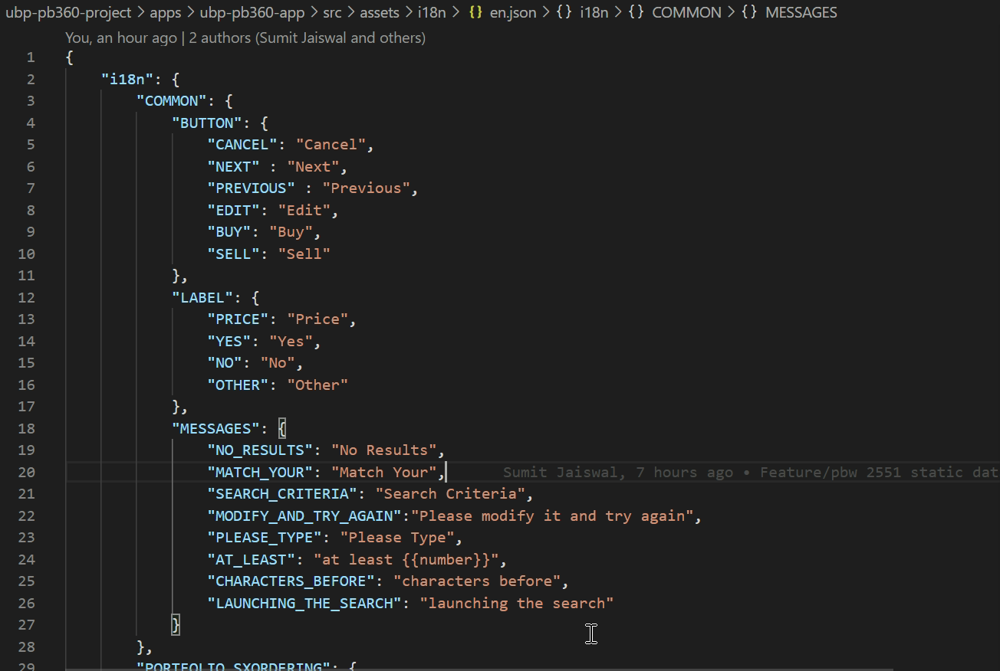 ubp-pb360-project > apps > ubp-pb360-app > src > assets > i18n > {} en.json > {} i18n > {} COMMON > {} MESSAGES
You, an hour ago | 2 authors (Sumit Jaiswal and others)
1 {
2 "i18n": {
3 "COMMON": {
4 "BUTTON": {
5 "CANCEL": "Cancel",
6 "NEXT" : "Next",
7 "PREVIOUS" : "Previous",
8 "EDIT": "Edit",
9 "BUY": "Buy",
10 "SELL": "Sell"
11 },
12 "LABEL": {
13 "PRICE": "Price",
14 "YES": "Yes",
15 "NO": "No",
16 "OTHER": "Other"
17 },
18 "MESSAGES": {
19 "NO_RESULTS": "No Results",
20 "MATCH_YOUR": "Match Your", Sumit Jaiswal, 7 hours ago • Feature/pbw 2551 static dat
21 "SEARCH_CRITERIA": "Search Criteria",
22 "MODIFY_AND_TRY_AGAIN":"Please modify it and try again",
23 "PLEASE_TYPE": "Please Type",
24 "AT_LEAST": "at least {{number}}",
25 "CHARACTERS_BEFORE": "characters before",
26 "LAUNCHING_THE_SEARCH": "launching the search"
27 }
28 },
29 "PORTFOLIO_SXORDERING": {